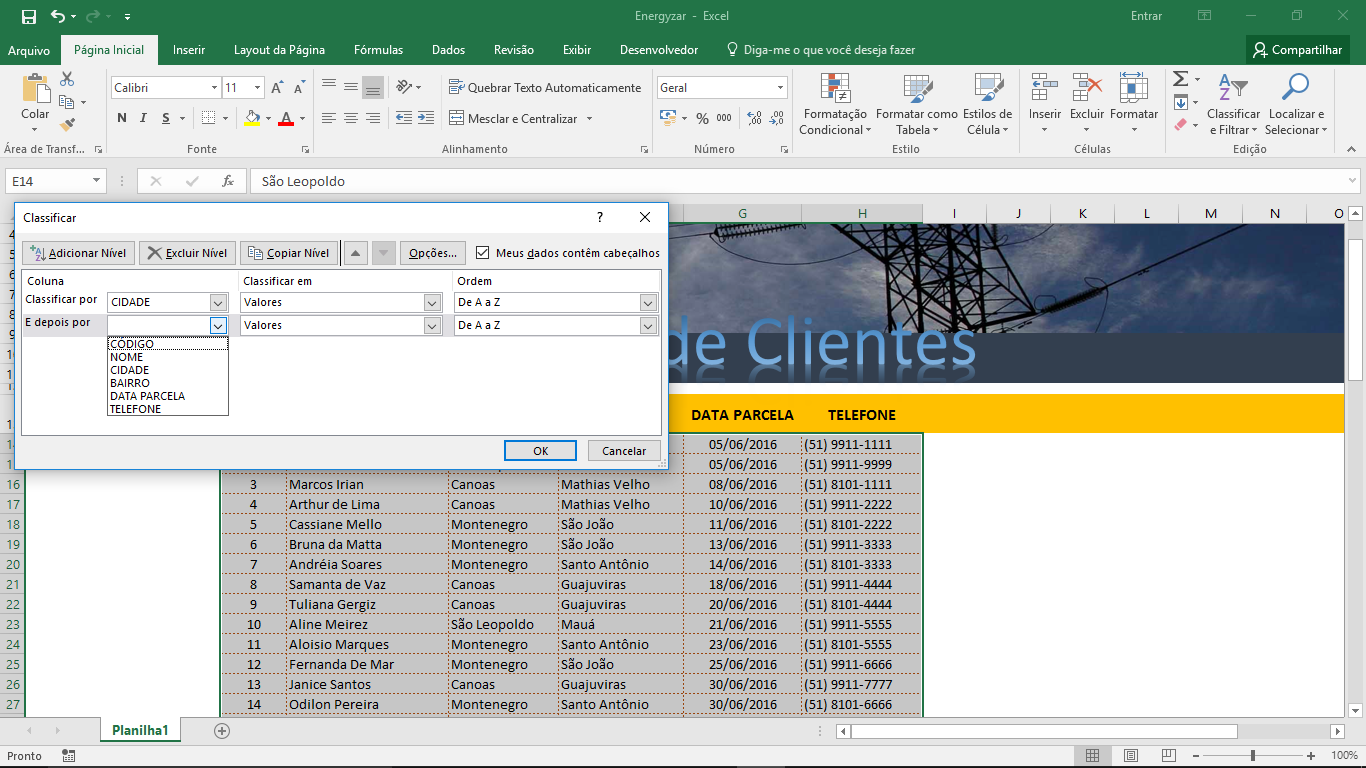 Energyzar - Excel
Entrar
Arquivo Página Inicial Inserir Layout da Página Fórmulas Dados Revisão Exibir Desenvolvedor Diga-me o que você deseja fazer Compartilhar
Colar
Calibri 11
Quebrar Texto Automaticamente
Geral
N I S A
Mesclar e Centralizar
% 000
Formatação Condicional
Formatar como Tabela
Estilos de Célula
Inserir Excluir Formatar
Classificar e Filtrar
Localizar e Selecionar
Área de Transf... Fonte Alinhamento Número Estilo Células Edição
E14 fx São Leopoldo
Classificar ?
G H I J K L M N O
Adicionar Nível Excluir Nível Copiar Nível Opções... Meus dados contêm cabeçalhos
Coluna Classificar em Ordem
Classificar por CIDADE Valores De A a Z
E depois por Valores De A a Z
CÓDIGO
NOME
CIDADE
BAIRRO
DATA PARCELA
TELEFONE
OK Cancelar
de Clientes
DATA PARCELA TELEFONE
05/06/2016 (51) 9911-1111
05/06/2016 (51) 9911-9999
16 3 Marcos Irian Canoas Mathias Velho 08/06/2016 (51) 8101-1111
17 4 Arthur de Lima Canoas Mathias Velho 10/06/2016 (51) 9911-2222
18 5 Cassiane Mello Montenegro São João 11/06/2016 (51) 8101-2222
19 6 Bruna da Matta Montenegro São João 13/06/2016 (51) 9911-3333
20 7 Andréia Soares Montenegro Santo Antônio 14/06/2016 (51) 8101-3333
21 8 Samanta de Vaz Canoas Guajuviras 18/06/2016 (51) 9911-4444
22 9 Tuliana Gergiz Canoas Guajuviras 20/06/2016 (51) 8101-4444
23 10 Aline Meirez São Leopoldo Mauá 21/06/2016 (51) 9911-5555
24 11 Aloisio Marques Montenegro Santo Antônio 23/06/2016 (51) 8101-5555
25 12 Fernanda De Mar Montenegro São João 25/06/2016 (51) 9911-6666
26 13 Janice Santos Canoas Guajuviras 30/06/2016 (51) 9911-7777
27 14 Odilon Pereira Montenegro Santo Antônio 30/06/2016 (51) 8101-6666
Planilha1
Pronto 100%